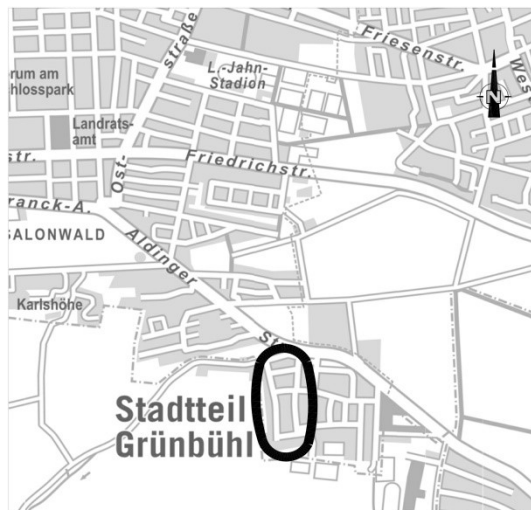 Friesenstr.
Wes
N
straße
L.-Jahn-
Stadion
rum am
hlosspark
Landrats-
amt
str.
Ost-
Friedrichstr.
ranck-A.
SALONWALD
Aldinger
Karlshöhe
Str.
Stadtteil
Grünbühl